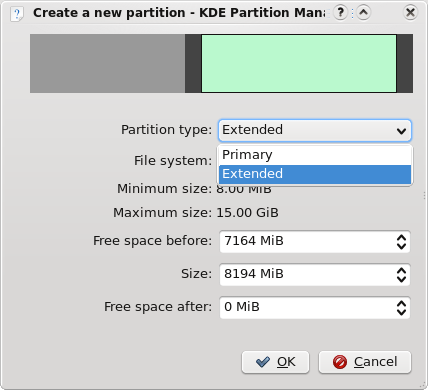 Create a new partition - KDE Partition Mana
Partition type: Extended
Primary
File system:
Extended
Minimum size: 8.00 MiB
Maximum size: 15.00 GiB
Free space before: 7164 MiB
Size: 8194 MiB
Free space after: 0 MiB
OK Cancel